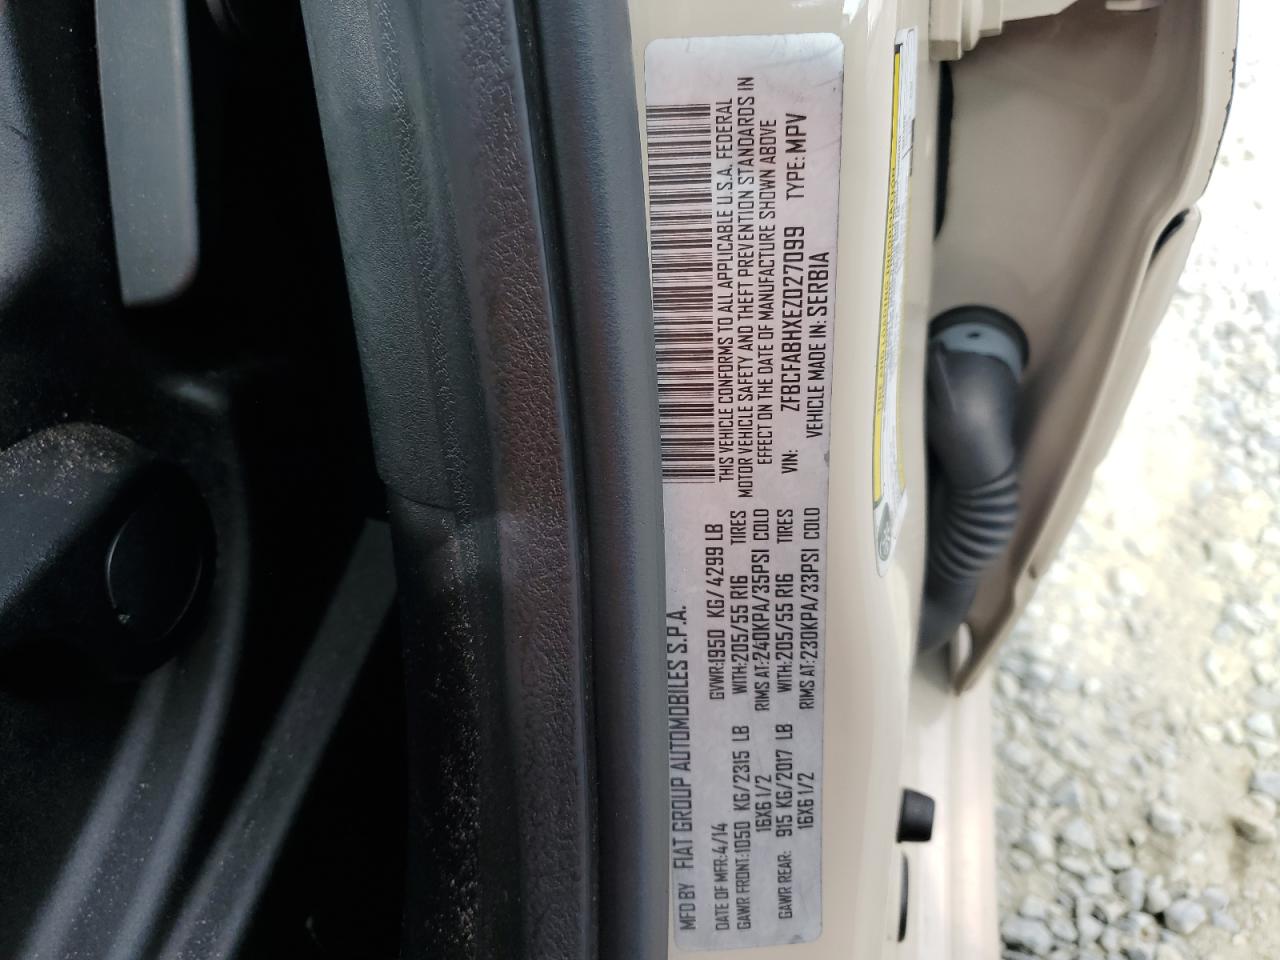 MFD BY FIAT GROUP AUTOMOBILES S.P.A.
DATE OF MFR:4/14 GVWR:1950 KG/ 4299 LB
GAWR FRONT:1050 KG/2315 LB WITH:205/55 R16 TIRES
16X6 1/2 RIMS AT:240KPA/35PSI COLD
GAWR REAR: 915 KG/2017 LB WITH:205/55 R16 TIRES
16X6 1/2 RIMS AT:230KPA/33PSI COLD
THIS VEHICLE CONFORMS TO ALL APPLICABLE U.S.A. FEDERAL
MOTOR VEHICLE SAFETY AND THEFT PREVENTION STANDARDS IN
EFFECT ON THE DATE OF MANUFACTURE SHOWN ABOVE
VIN: ZFBCFABHXEZ027099 TYPE: MPV
VEHICLE MADE IN: SERBIA
TIRE AND LOADING INFORMATION